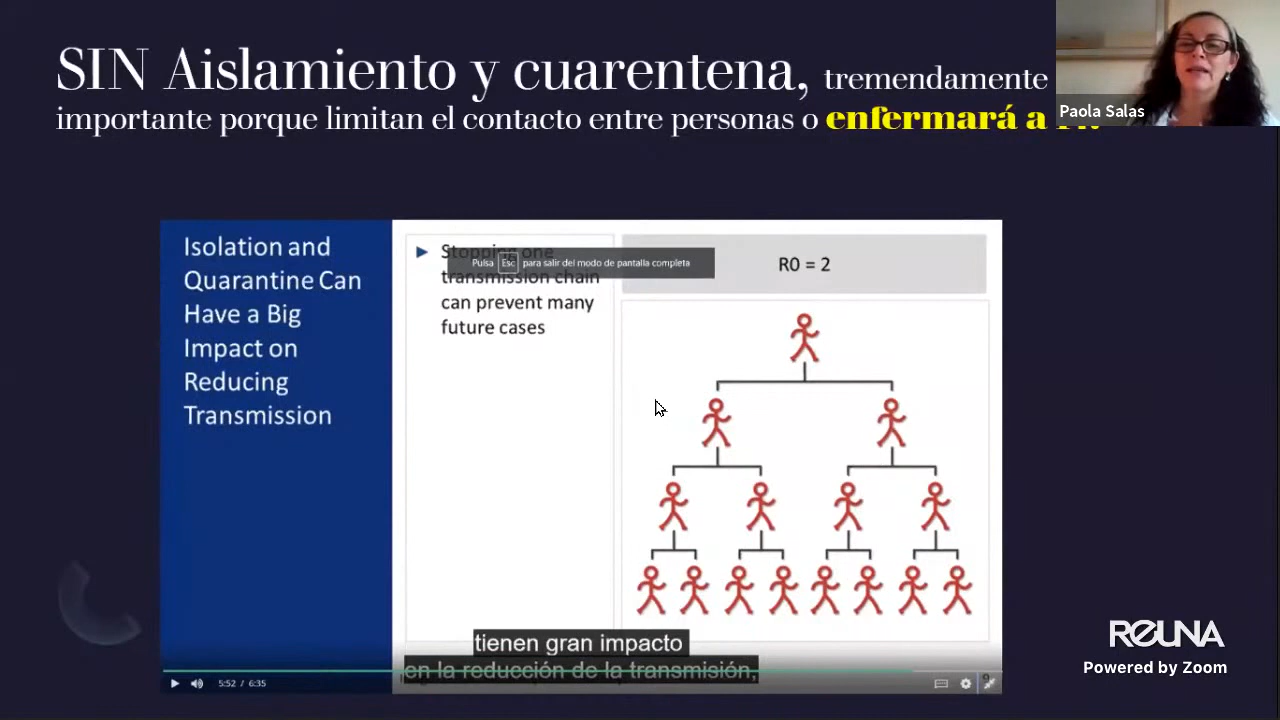 SIN Aislamiento y cuarentena, tremendamente
importante porque limitan el contacto entre personas o enfermará a
Paola Salas
Isolation and
Quarantine Can
Have a Big
Impact on
Reducing
Transmission
Stopping one
transmission chain
can prevent many
future cases
Pulsa Esc para salir del modo de pantalla completa
R0 = 2
tienen gran impacto
en la reducción de la transmisión,
5:52 / 6:35
REUNA
Powered by Zoom